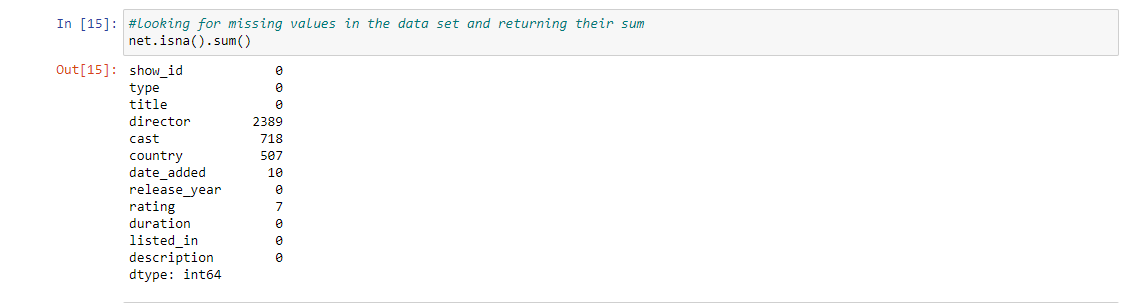 In [15]: #looking for missing values in the data set and returning their sum
net.isna().sum()
Out[15]: show_id 0
type 0
title 0
director 2389
cast 718
country 507
date_added 10
release_year 0
rating 7
duration 0
listed_in 0
description 0
dtype: int64